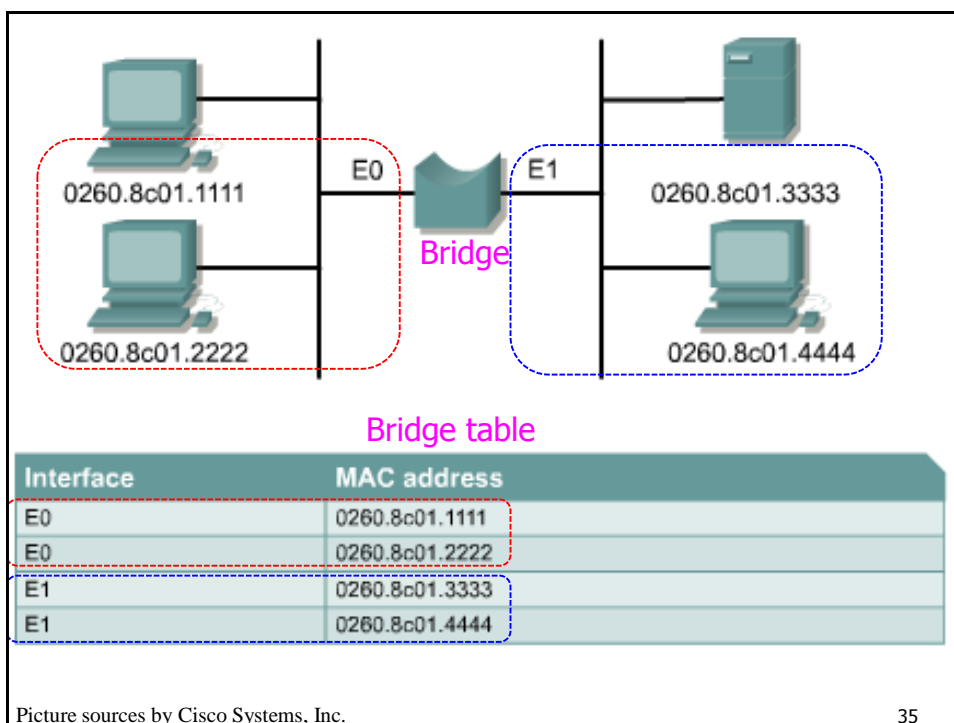 E0 E1
0260.8c01.1111 0260.8c01.3333
Bridge
0260.8c01.2222 0260.8c01.4444
Bridge table
Interface MAC address
E0 0260.8c01.1111
E0 0260.8c01.2222
E1 0260.8c01.3333
E1 0260.8c01.4444
Picture sources by Cisco Systems, Inc. 35